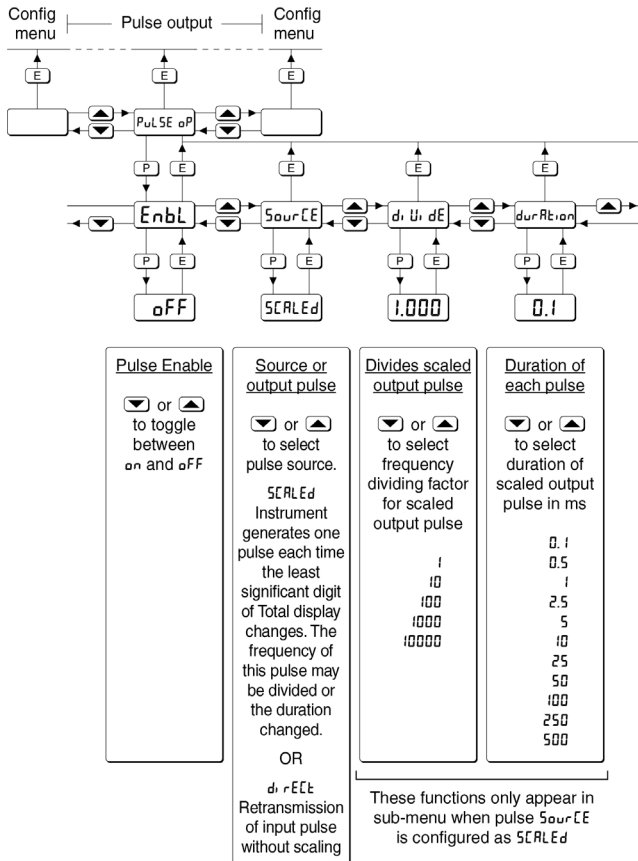 Config menu
Pulse output
Config menu
E
E
E
PuLSE oP
P
E
E
E
E
EnbL
SourCE
di Ui dE
durAtion
P
E
P
E
P
E
P
E
oFF
SCALEd
1.000
0.1
Pulse Enable
or
to toggle
between
on and oFF
Source or
output pulse
or
to select
pulse source.
SCALEd
Instrument
generates one
pulse each time
the least
significant digit
of Total display
changes. The
frequency of
this pulse may
be divided or
the duration
changed.
OR
di rECt
Retransmission
of input pulse
without scaling
Divides scaled
output pulse
or
to select
frequency
dividing factor
for scaled
output pulse
1
10
100
1000
10000
Duration of
each pulse
or
to select
duration of
scaled output
pulse in ms
0.1
0.5
1
2.5
5
10
25
50
100
250
500
These functions only appear in
sub-menu when pulse SourCE
is configured as SCALEd